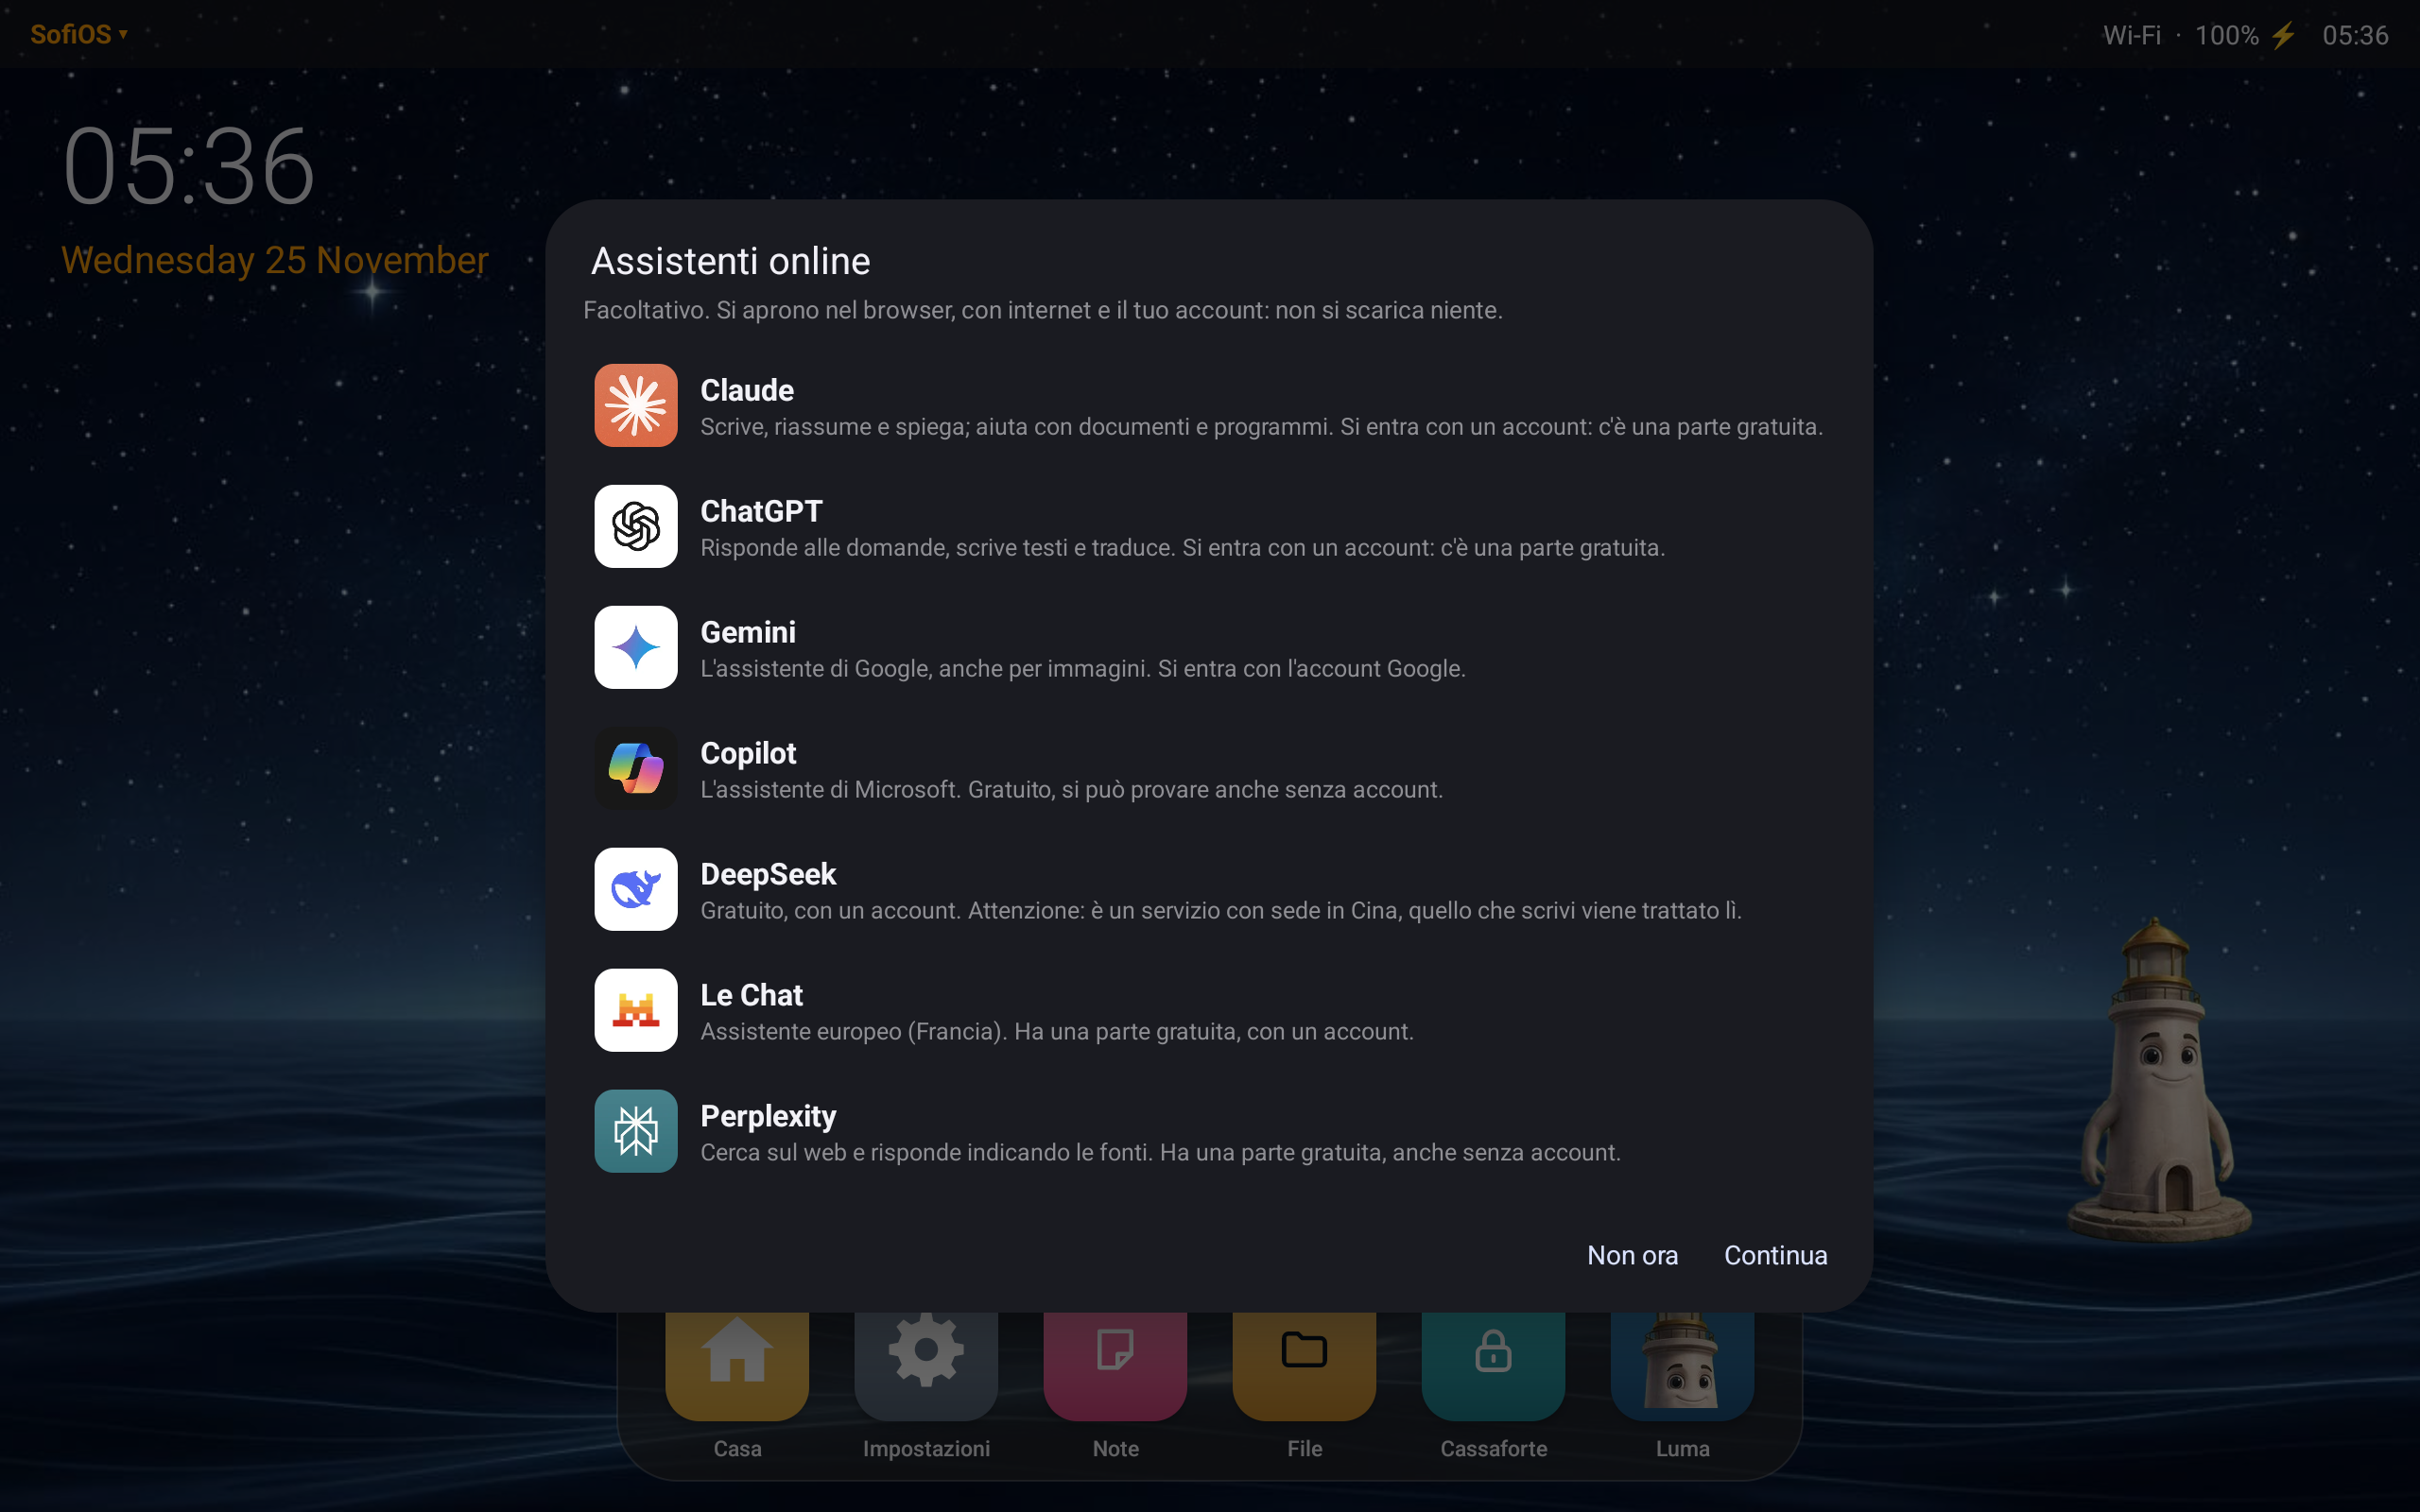 SofiOS ▾
Wi-Fi · 100% ⚡ 05:36
05:36
Wednesday 25 November
Assistenti online
Facoltativo. Si aprono nel browser, con internet e il tuo account: non si scarica niente.
Claude
Scrive, riassume e spiega; aiuta con documenti e programmi. Si entra con un account: c'è una parte gratuita.
ChatGPT
Risponde alle domande, scrive testi e traduce. Si entra con un account: c'è una parte gratuita.
Gemini
L'assistente di Google, anche per immagini. Si entra con l'account Google.
Copilot
L'assistente di Microsoft. Gratuito, si può provare anche senza account.
DeepSeek
Gratuito, con un account. Attenzione: è un servizio con sede in Cina, quello che scrivi viene trattato lì.
Le Chat
Assistente europeo (Francia). Ha una parte gratuita, con un account.
Perplexity
Cerca sul web e risponde indicando le fonti. Ha una parte gratuita, anche senza account.
Non ora Continua
Casa Impostazioni Note File Cassaforte Luma